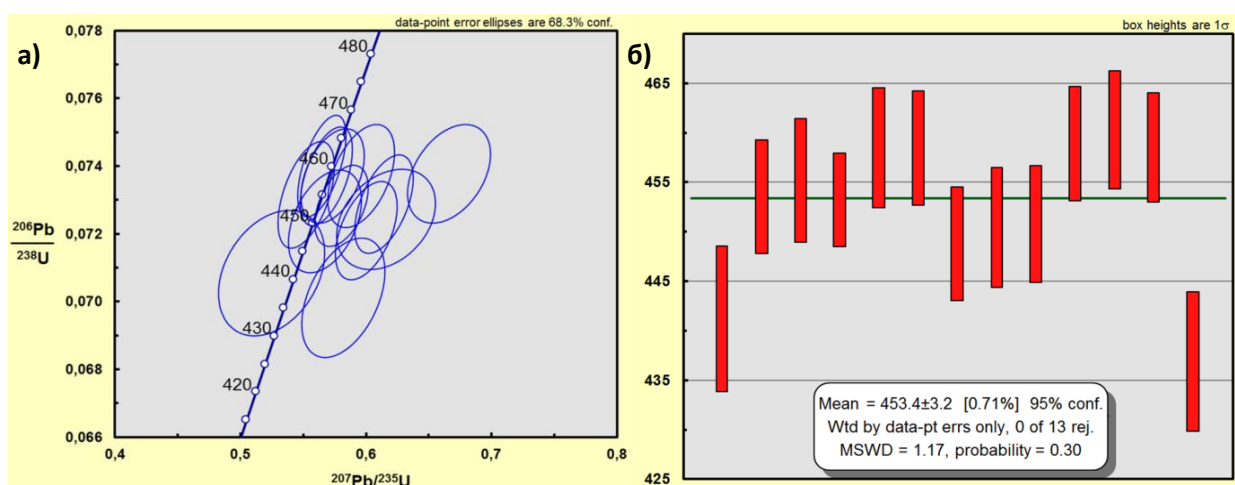 а)
data-point error ellipses are 68.3% conf.
0,078
0,076
0,074
0,072
0,070
0,068
0,066
206Pb
238U
480
470
460
450
440
430
420
0,4
0,5
0,6
0,7
0,8
207Pb/235U
б)
box heights are 1σ
465
455
445
435
425
Mean = 453.4±3.2 [0.71%] 95% conf.
Wtd by data-pt errs only, 0 of 13 rej.
MSWD = 1.17, probability = 0.30